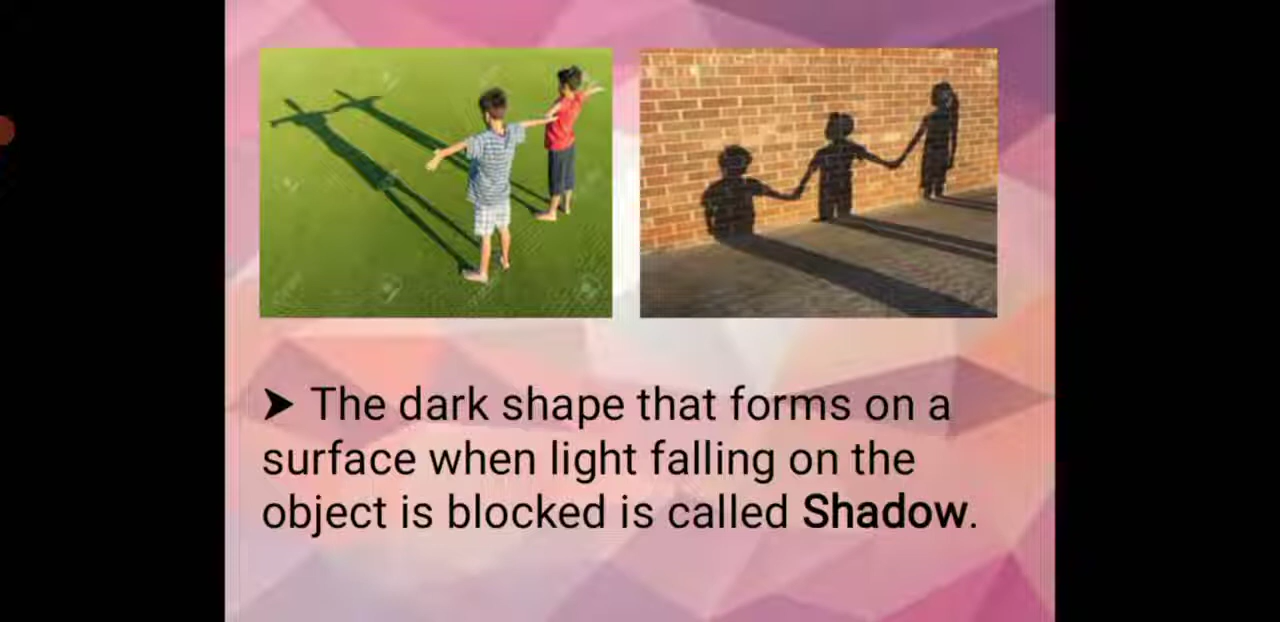 ➤ The dark shape that forms on a
surface when light falling on the
object is blocked is called Shadow.